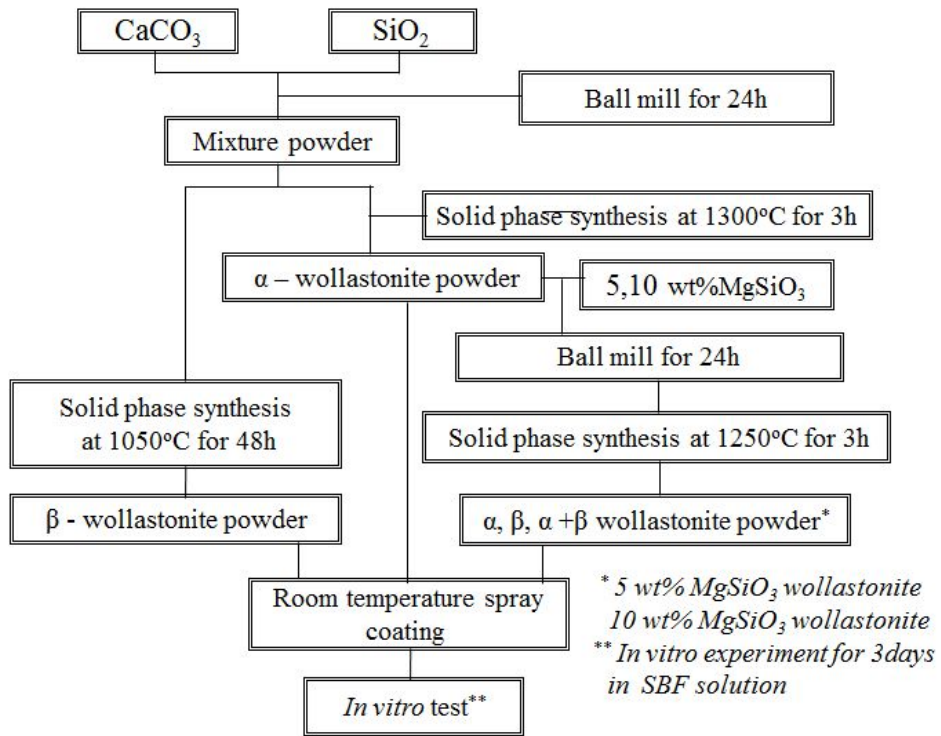 CaCO₃
SiO₂
Ball mill for 24h
Mixture powder
Solid phase synthesis at 1300°C for 3h
α – wollastonite powder
5,10 wt%MgSiO₃
Ball mill for 24h
Solid phase synthesis
at 1050°C for 48h
Solid phase synthesis at 1250°C for 3h
β - wollastonite powder
α, β, α +β wollastonite powder*
Room temperature spray
coating
* 5 wt% MgSiO₃ wollastonite
10 wt% MgSiO₃ wollastonite
** In vitro experiment for 3days
in SBF solution
In vitro test**